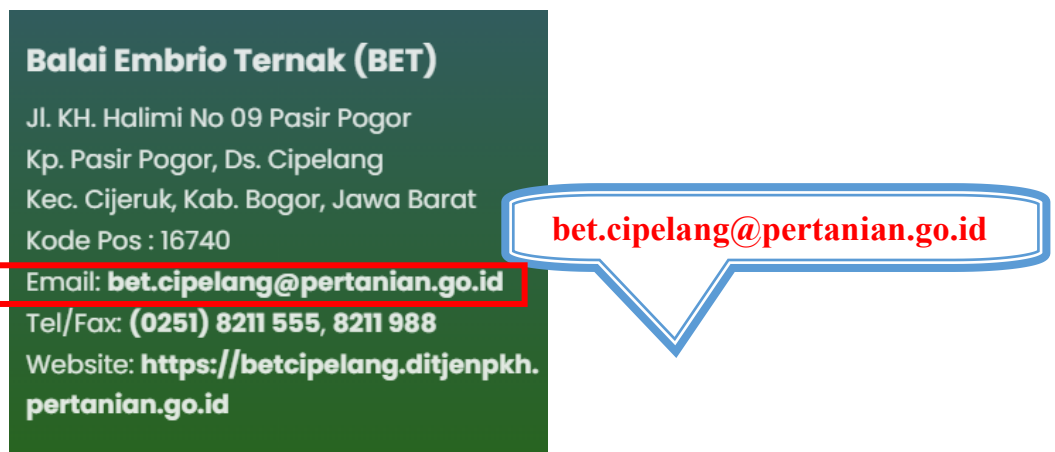 Balai Embrio Ternak (BET)
Jl. KH. Halimi No 09 Pasir Pogor
Kp. Pasir Pogor, Ds. Cipelang
Kec. Cijeruk, Kab. Bogor, Jawa Barat
Kode Pos : 16740
Email: bet.cipelang@pertanian.go.id
Tel/Fax: (0251) 8211 555, 8211 988
Website: https://betcipelang.ditjenpkh.
pertanian.go.id
bet.cipelang@pertanian.go.id